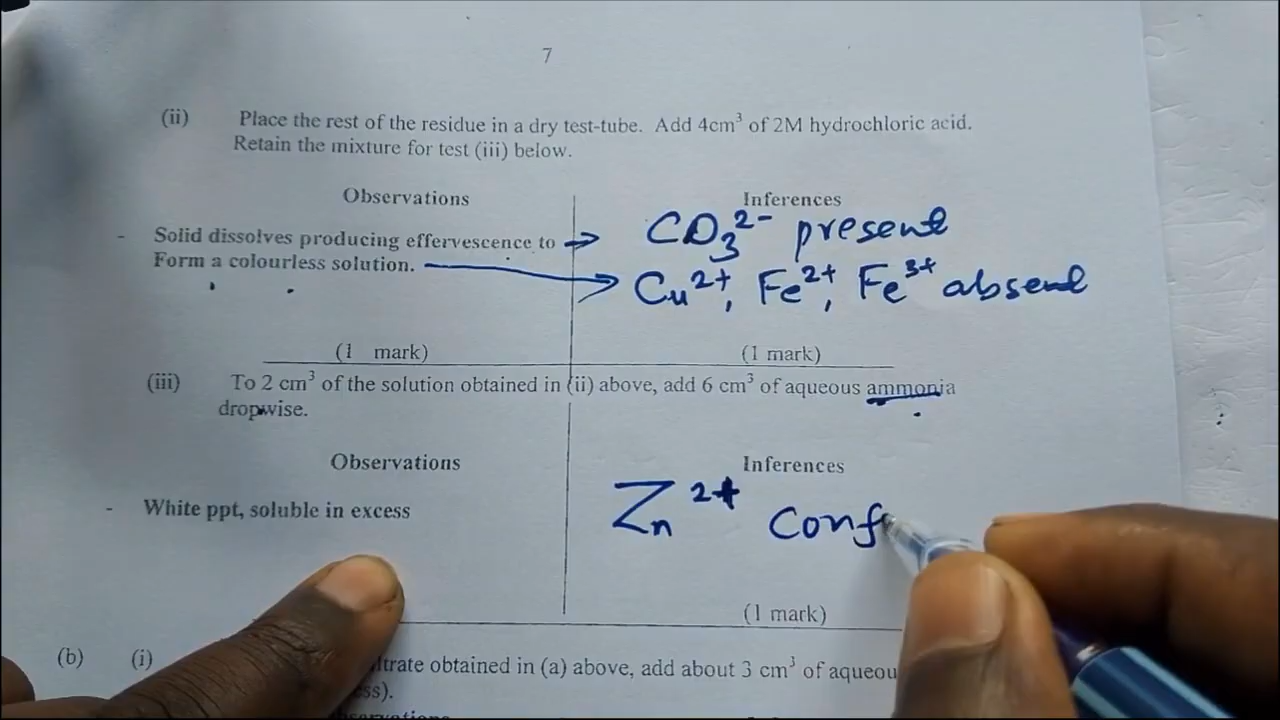 7
(ii) Place the rest of the residue in a dry test-tube. Add 4cm³ of 2M hydrochloric acid.
Retain the mixture for test (iii) below.
Observations Inferences
- Solid dissolves producing effervescence to → CO₃²⁻ present
Form a colourless solution. → Cu²⁺, Fe²⁺, Fe³⁺ absent
(1 mark) (1 mark)
(iii) To 2 cm³ of the solution obtained in (ii) above, add 6 cm³ of aqueous ammonia
dropwise.
Observations Inferences
- White ppt, soluble in excess Zn²⁺ conf
(1 mark)
(b) (i) ltrate obtained in (a) above, add about 3 cm³ of aqueou
ess).